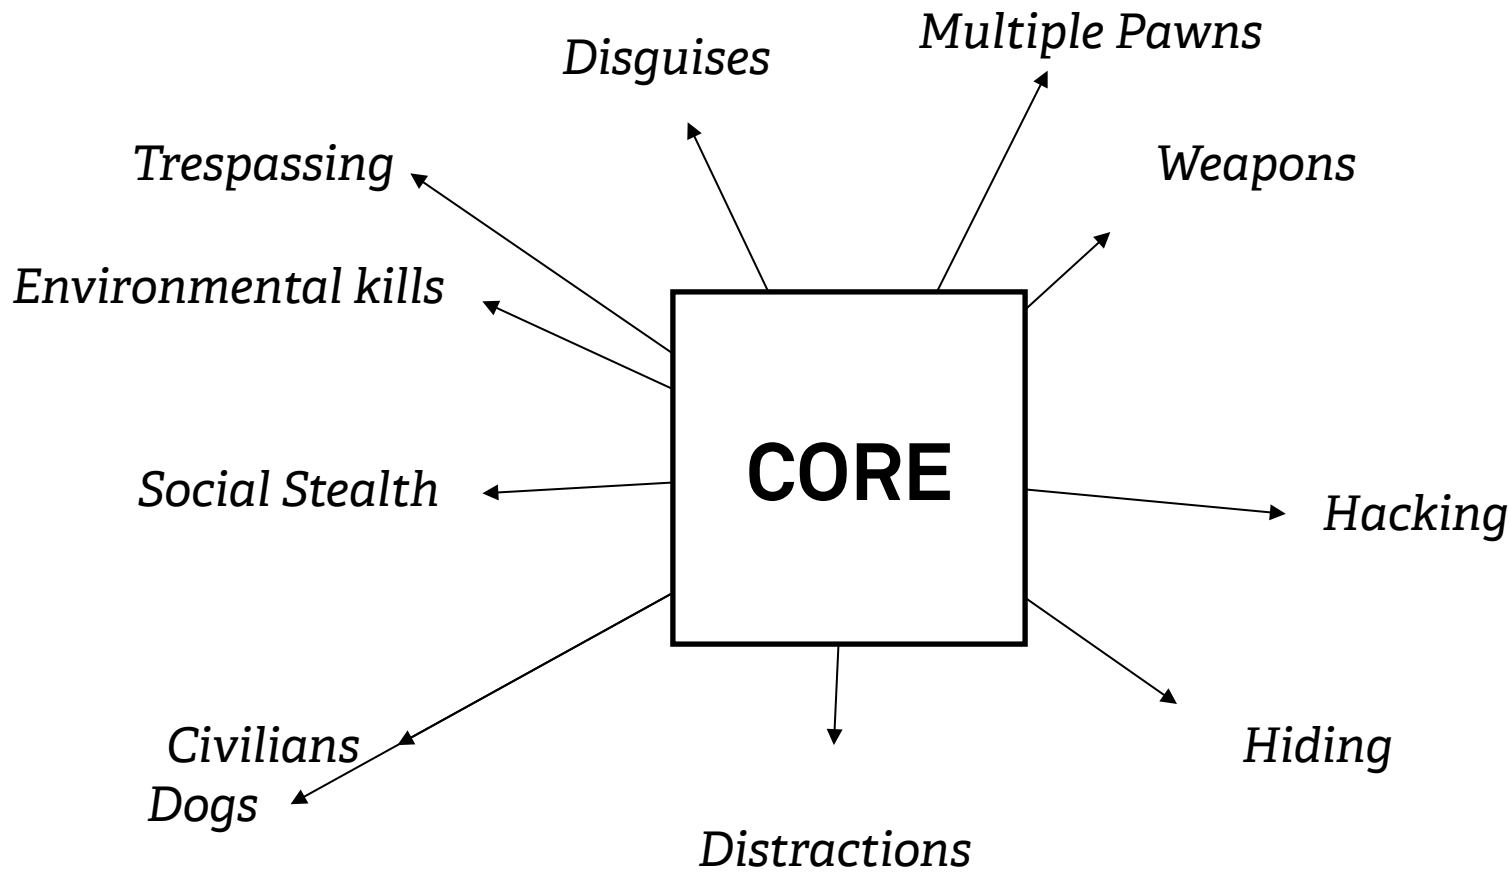 Multiple Pawns
Disguises
Trespassing
Weapons
Environmental kills
CORE
Social Stealth
Hacking
Civilians
Hiding
Dogs
Distractions